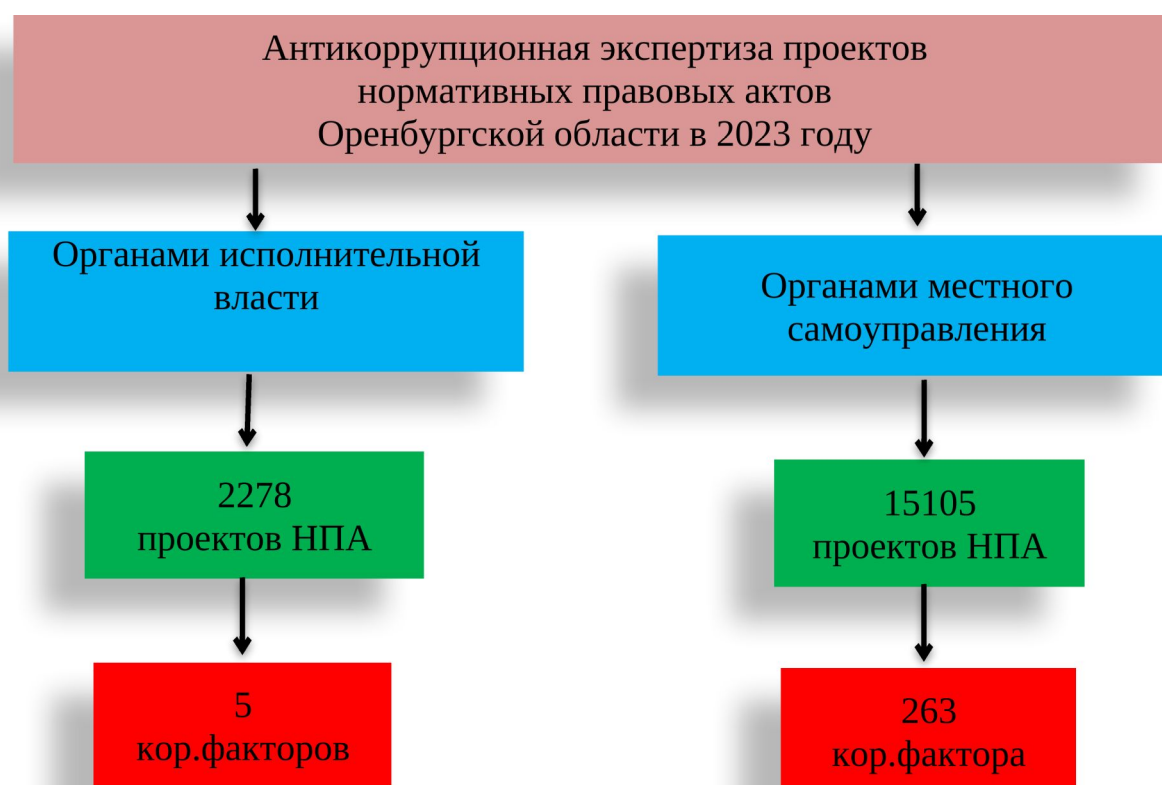 Антикоррупционная экспертиза проектов
нормативных правовых актов
Оренбургской области в 2023 году
Органами исполнительной
власти
Органами местного
самоуправления
2278
проектов НПА
15105
проектов НПА
5
кор.факторов
263
кор.фактора